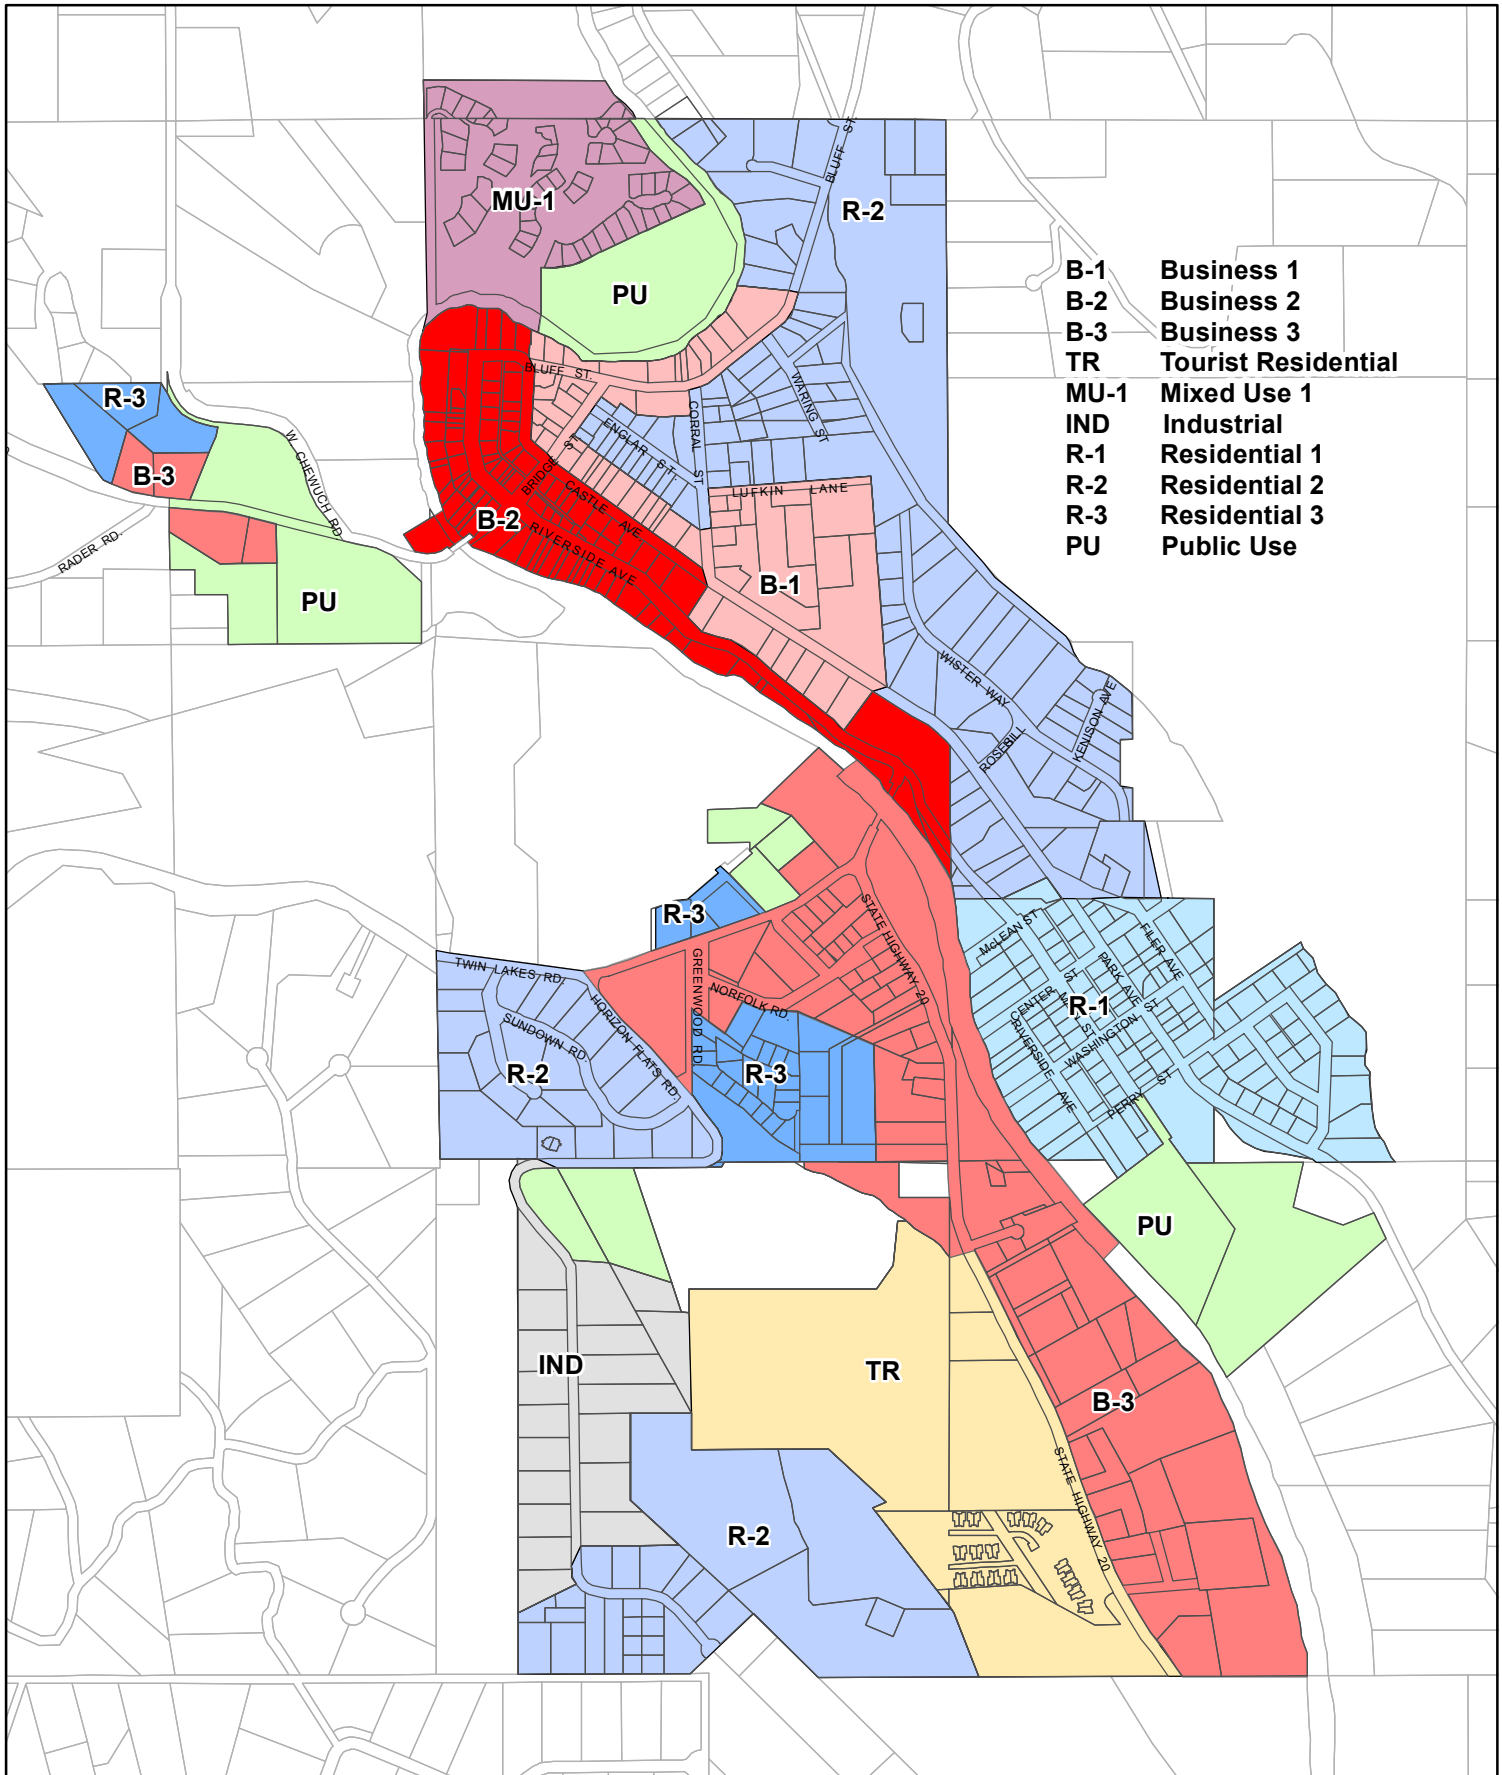 BLUFF ST.
MU-1
R-2
PU
B-1 Business 1
B-2 Business 2
B-3 Business 3
TR Tourist Residential
MU-1 Mixed Use 1
IND Industrial
R-1 Residential 1
R-2 Residential 2
R-3 Residential 3
PU Public Use
BLUFF ST.
WARING ST
R-3
CORRAL ST
ENGLAR ST.
W. CHEWUCH RD.
BRIDGE ST.
B-3
LUFKIN LANE
CASTLE AVE.
B-2
RIVERSIDE AVE
RADER RD.
B-1
PU
WISTER WAY
KENISON AVE
ROSEBILL
R-3
STATE HIGHWAY 20
McLEAN ST.
FILER AVE
PARK AVE
TWIN LAKES RD.
GREENWOOD RD.
NORFOLK RD.
HORIZON FLATS RD.
CENTER ST
MAIN ST
R-1
SUNDOWN RD.
RIVERSIDE AVE
WASHINGTON ST
R-2
R-3
PERRY ST
PU
IND
TR
B-3
STATE HIGHWAY 20
R-2